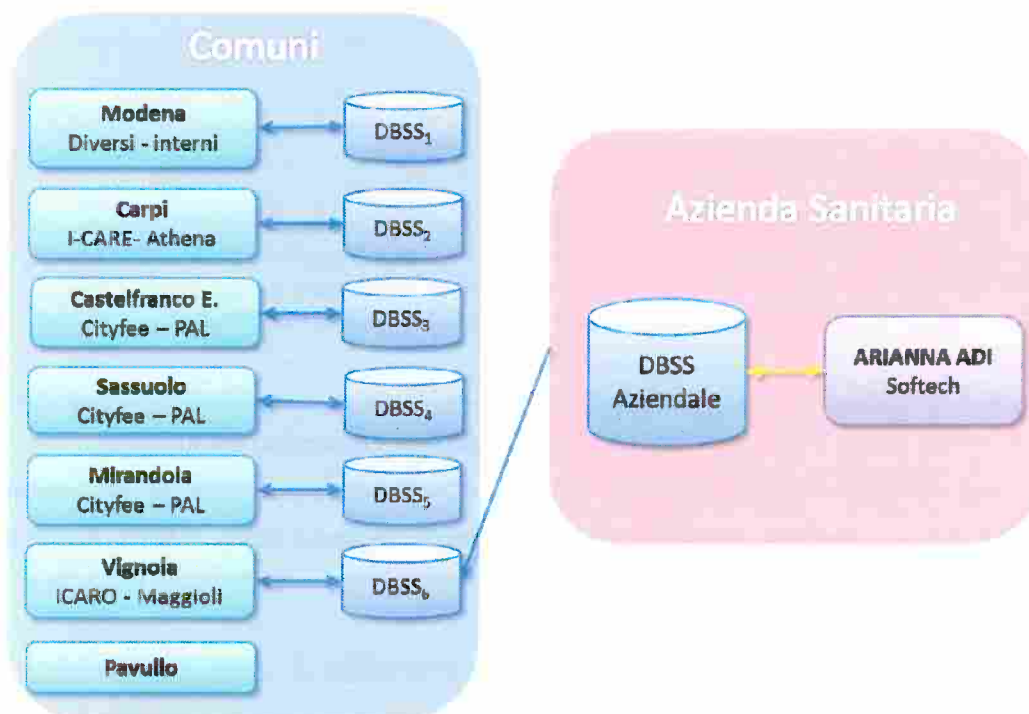 Comuni
Modena
Diversi - interni
DBSS1
Carpi
I-CARE- Athena
DBSS2
Castelfranco E.
Cityfee – PAL
DBSS3
Sassuolo
Cityfee – PAL
DBSS4
Mirandola
Cityfee – PAL
DBSS5
Vignola
ICARO - Maggioli
DBSS6
Pavullo
Azienda Sanitaria
DBSS
Aziendale
ARIANNA ADI
Softech